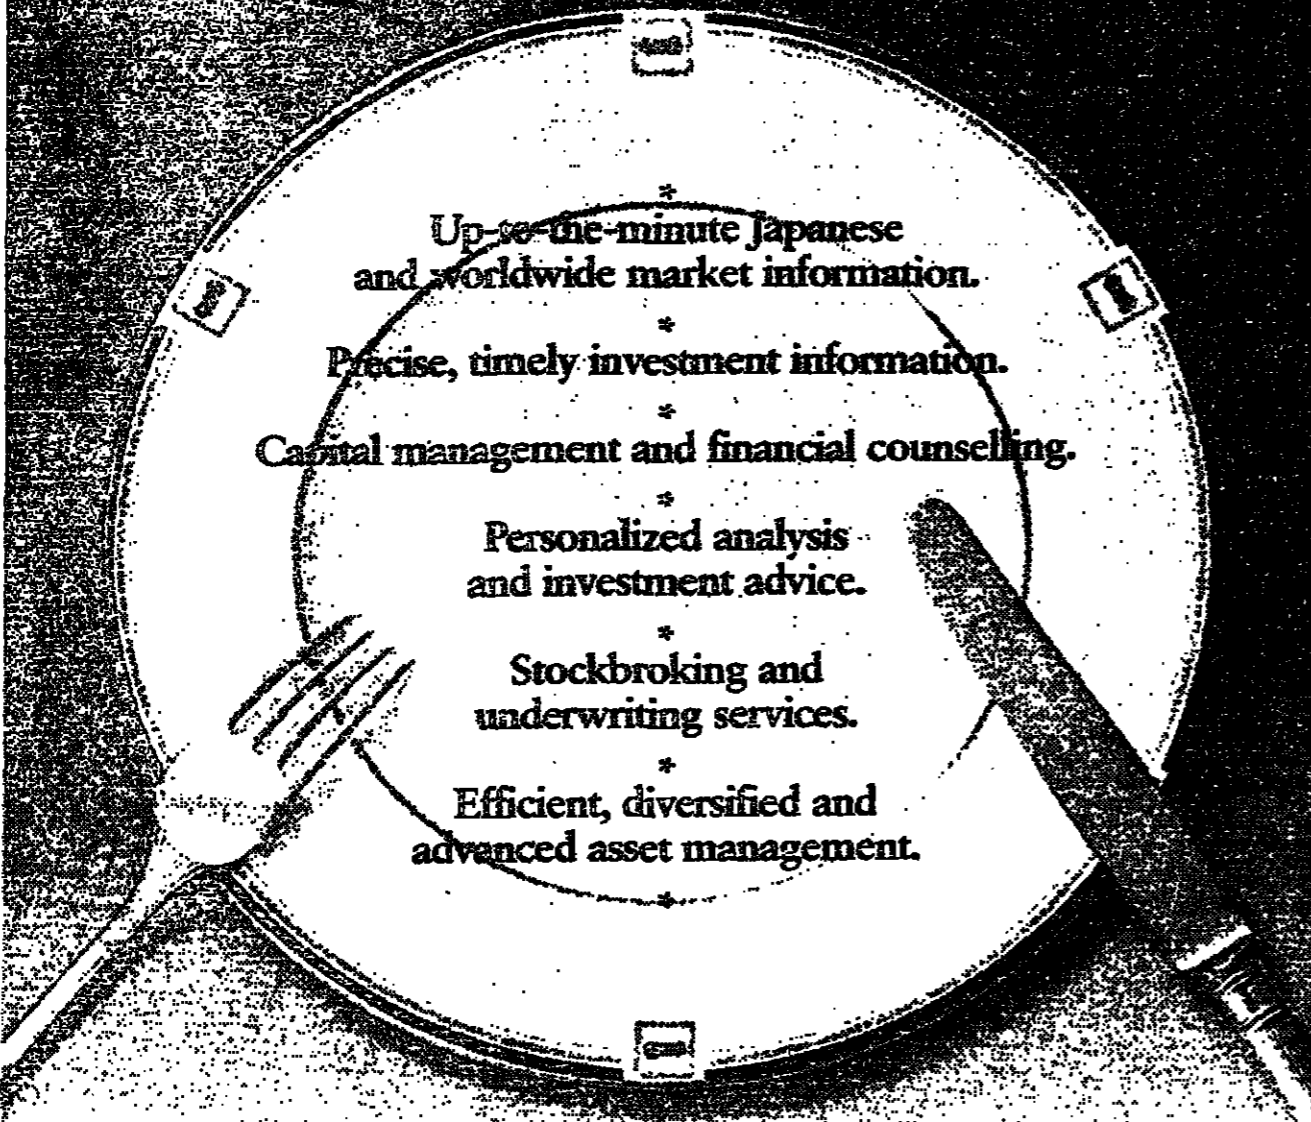 *
Up-to-the-minute Japanese
and worldwide market information.
*
Precise, timely investment information.
*
Capital management and financial counselling.
*
Personalized analysis
and investment advice.
*
Stockbroking and
underwriting services.
*
Efficient, diversified and
advanced asset management.
*